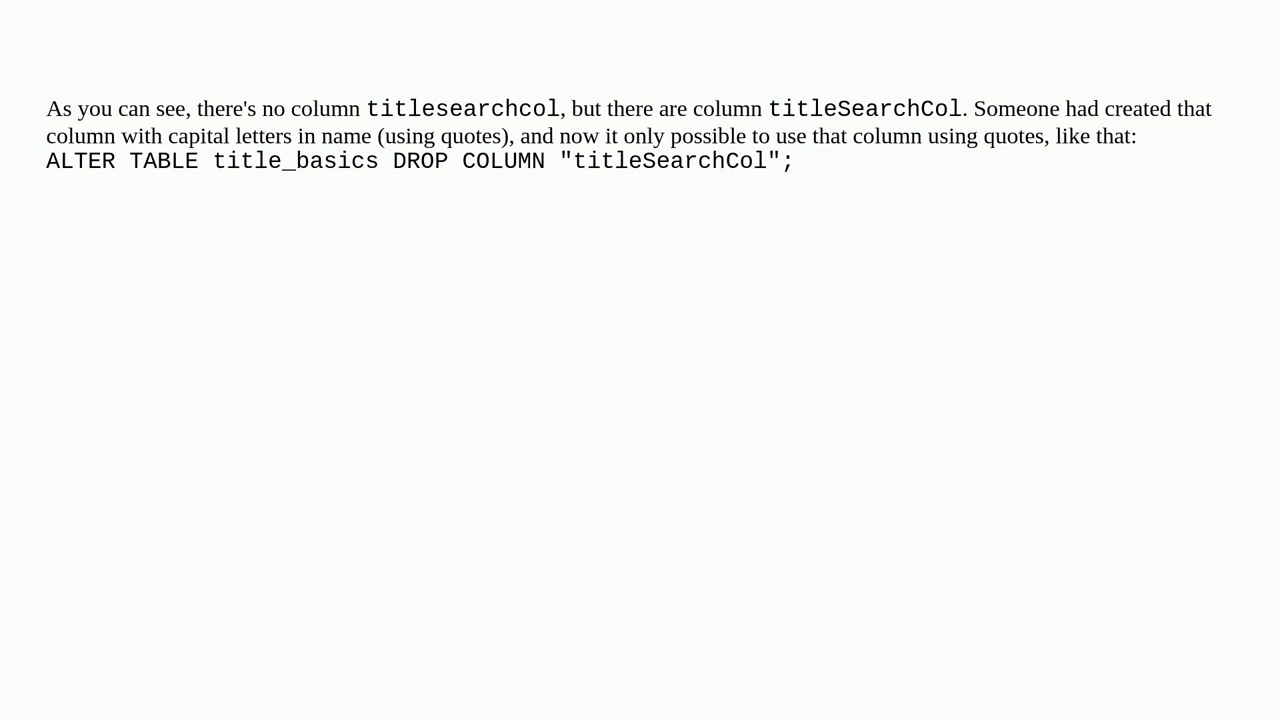 As you can see, there's no column titlesearchcol, but there are column titleSearchCol. Someone had created that
column with capital letters in name (using quotes), and now it only possible to use that column using quotes, like that:
ALTER TABLE title_basics DROP COLUMN "titleSearchCol";